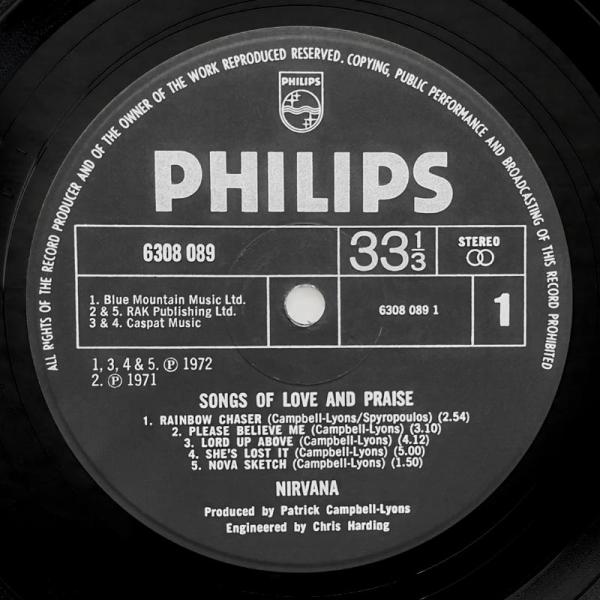 ALL RIGHTS OF THE RECORD PRODUCER AND OF THE OWNER OF THE WORK REPRODUCED RESERVED. COPYING, PUBLIC PERFORMANCE AND BROADCASTING OF THIS RECORD PROHIBITED
PHILIPS
PHILIPS
6308 089
33 1/3
STEREO
1. Blue Mountain Music Ltd.
2 & 5. RAK Publishing Ltd.
3 & 4. Caspat Music
6308 089 1
1
1, 3, 4 & 5. ℗ 1972
2. ℗ 1971
SONGS OF LOVE AND PRAISE
1. RAINBOW CHASER (Campbell-Lyons/Spyropoulos) (2.54)
2. PLEASE BELIEVE ME (Campbell-Lyons) (3.10)
3. LORD UP ABOVE (Campbell-Lyons) (4.12)
4. SHE'S LOST IT (Campbell-Lyons) (5.00)
5. NOVA SKETCH (Campbell-Lyons) (1.50)
NIRVANA
Produced by Patrick Campbell-Lyons
Engineered by Chris Harding